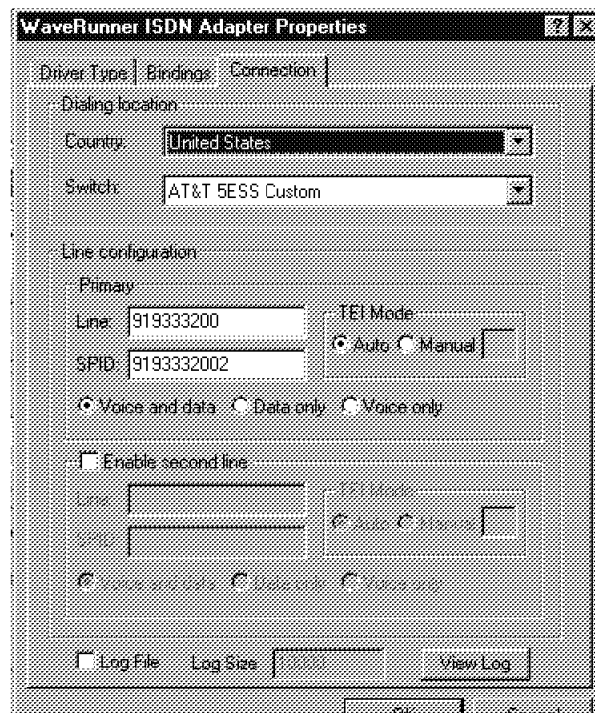 WaveRunner ISDN Adapter Properties
Driver Type Bindings Connection
Dialing location
Country: United States
Switch: AT&T 5ESS Custom
Line configuration
Primary
Line: 919333200
TEI Mode
Auto Manual
SPID: 9193332002
Voice and data Data only Voice only
Enable second line
Line:
TEI Mode
SPID:
Auto Manual
Voice and data Data only Voice only
Log File Log Size View Log